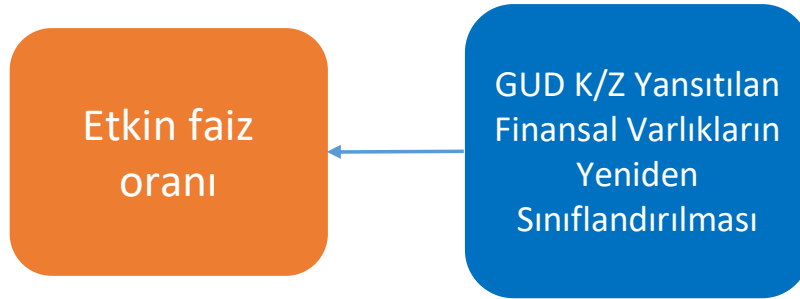 Etkin faiz
oranı
GUD K/Z Yansıtılan
Finansal Varlıkların
Yeniden
Sınıflandırılması